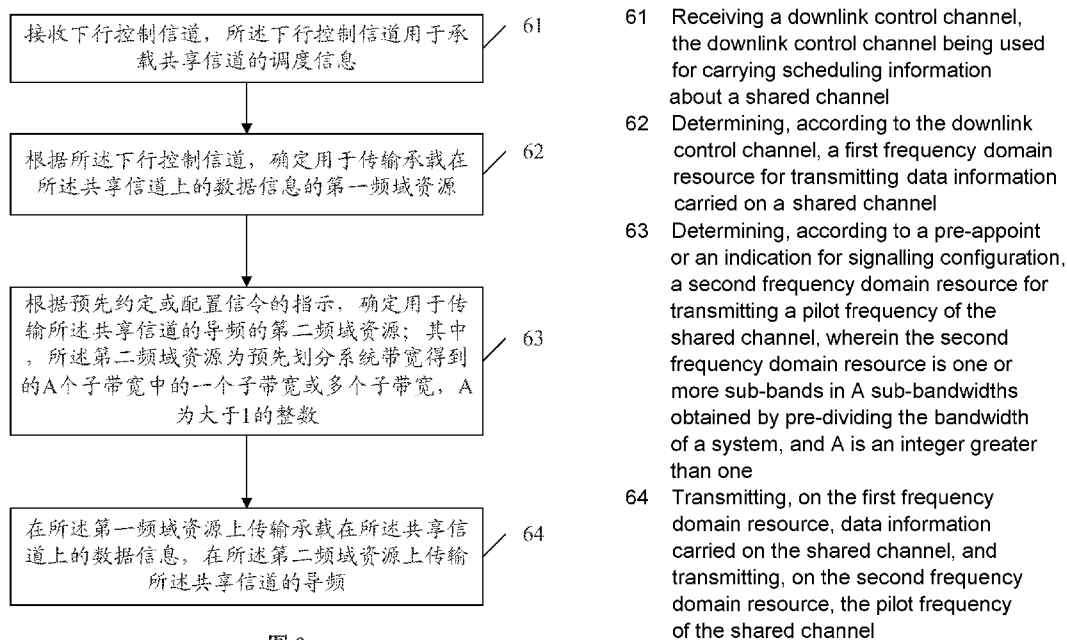 接收下行控制信道，所述下行控制信道用于承
载共享信道的调度信息
61
根据所述下行控制信道，确定用于传输承载在
所述共享信道上的数据信息的第一频域资源
62
根据预先约定或配置信令的指示，确定用于传
输所述共享信道的导频的第二频域资源；其中
，所述第二频域资源为预先划分系统带宽得到
的A个子带宽中的一个子带宽或多个子带宽，A
为大于1的整数
63
在所述第一频域资源上传输承载在所述共享信
道上的数据信息，在所述第二频域资源上传输
所述共享信道的导频
64
61 Receiving a downlink control channel,
the downlink control channel being used
for carrying scheduling information
about a shared channel
62 Determining, according to the downlink
control channel, a first frequency domain
resource for transmitting data information
carried on a shared channel
63 Determining, according to a pre-appoint
or an indication for signalling configuration,
a second frequency domain resource for
transmitting a pilot frequency of the
shared channel, wherein the second
frequency domain resource is one or
more sub-bands in A sub-bandwidths
obtained by pre-dividing the bandwidth
of a system, and A is an integer greater
than one
64 Transmitting, on the first frequency
domain resource, data information
carried on the shared channel, and
transmitting, on the second frequency
domain resource, the pilot frequency
of the shared channel